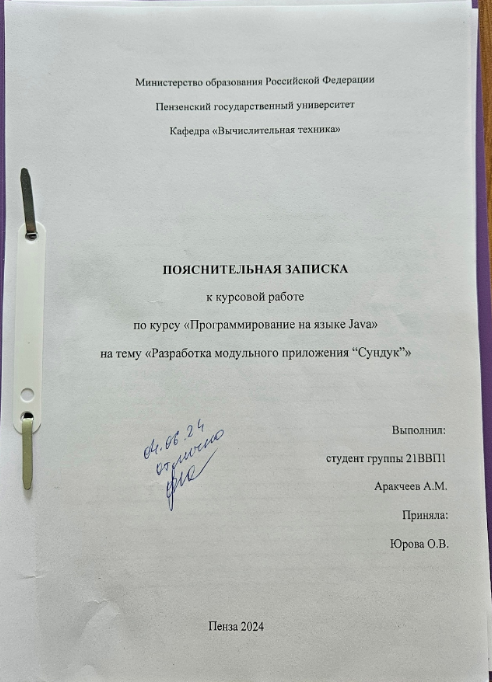 Министерство образования Российской Федерации
Пензенский государственный университет
Кафедра «Вычислительная техника»
ПОЯСНИТЕЛЬНАЯ ЗАПИСКА
к курсовой работе
по курсу «Программирование на языке Java»
на тему «Разработка модульного приложения “Сундук”»
04.06.24
отлично
Выполнил:
студент группы 21ВВП1
Аракчеев А.М.
Приняла:
Юрова О.В.
Пенза 2024